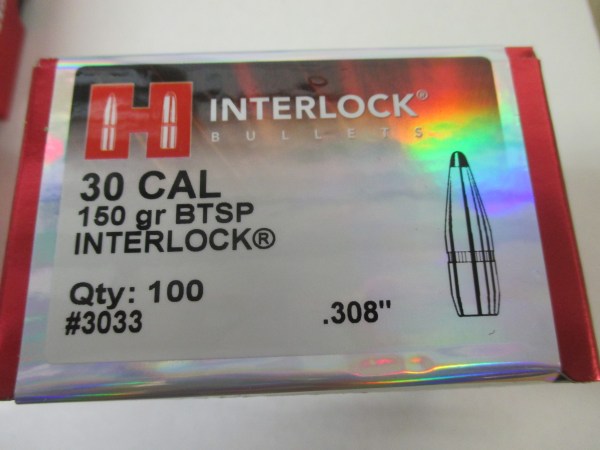 H INTERLOCK®
BULLETS
30 CAL
150 gr BTSP
INTERLOCK®
Qty: 100
#3033
.308"